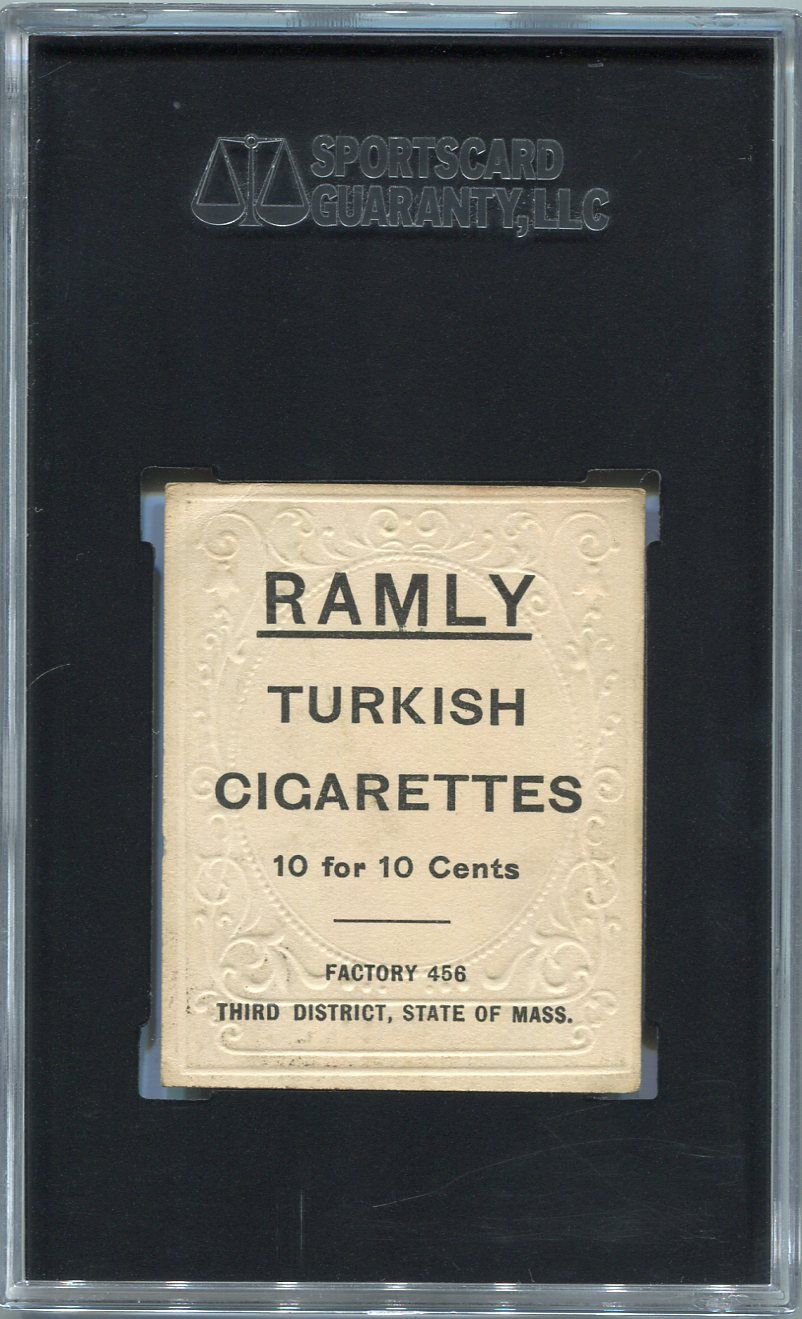 SPORTSCARD
GUARANTY, LLC
RAMLY
TURKISH
CIGARETTES
10 for 10 Cents
FACTORY 456
THIRD DISTRICT, STATE OF MASS.